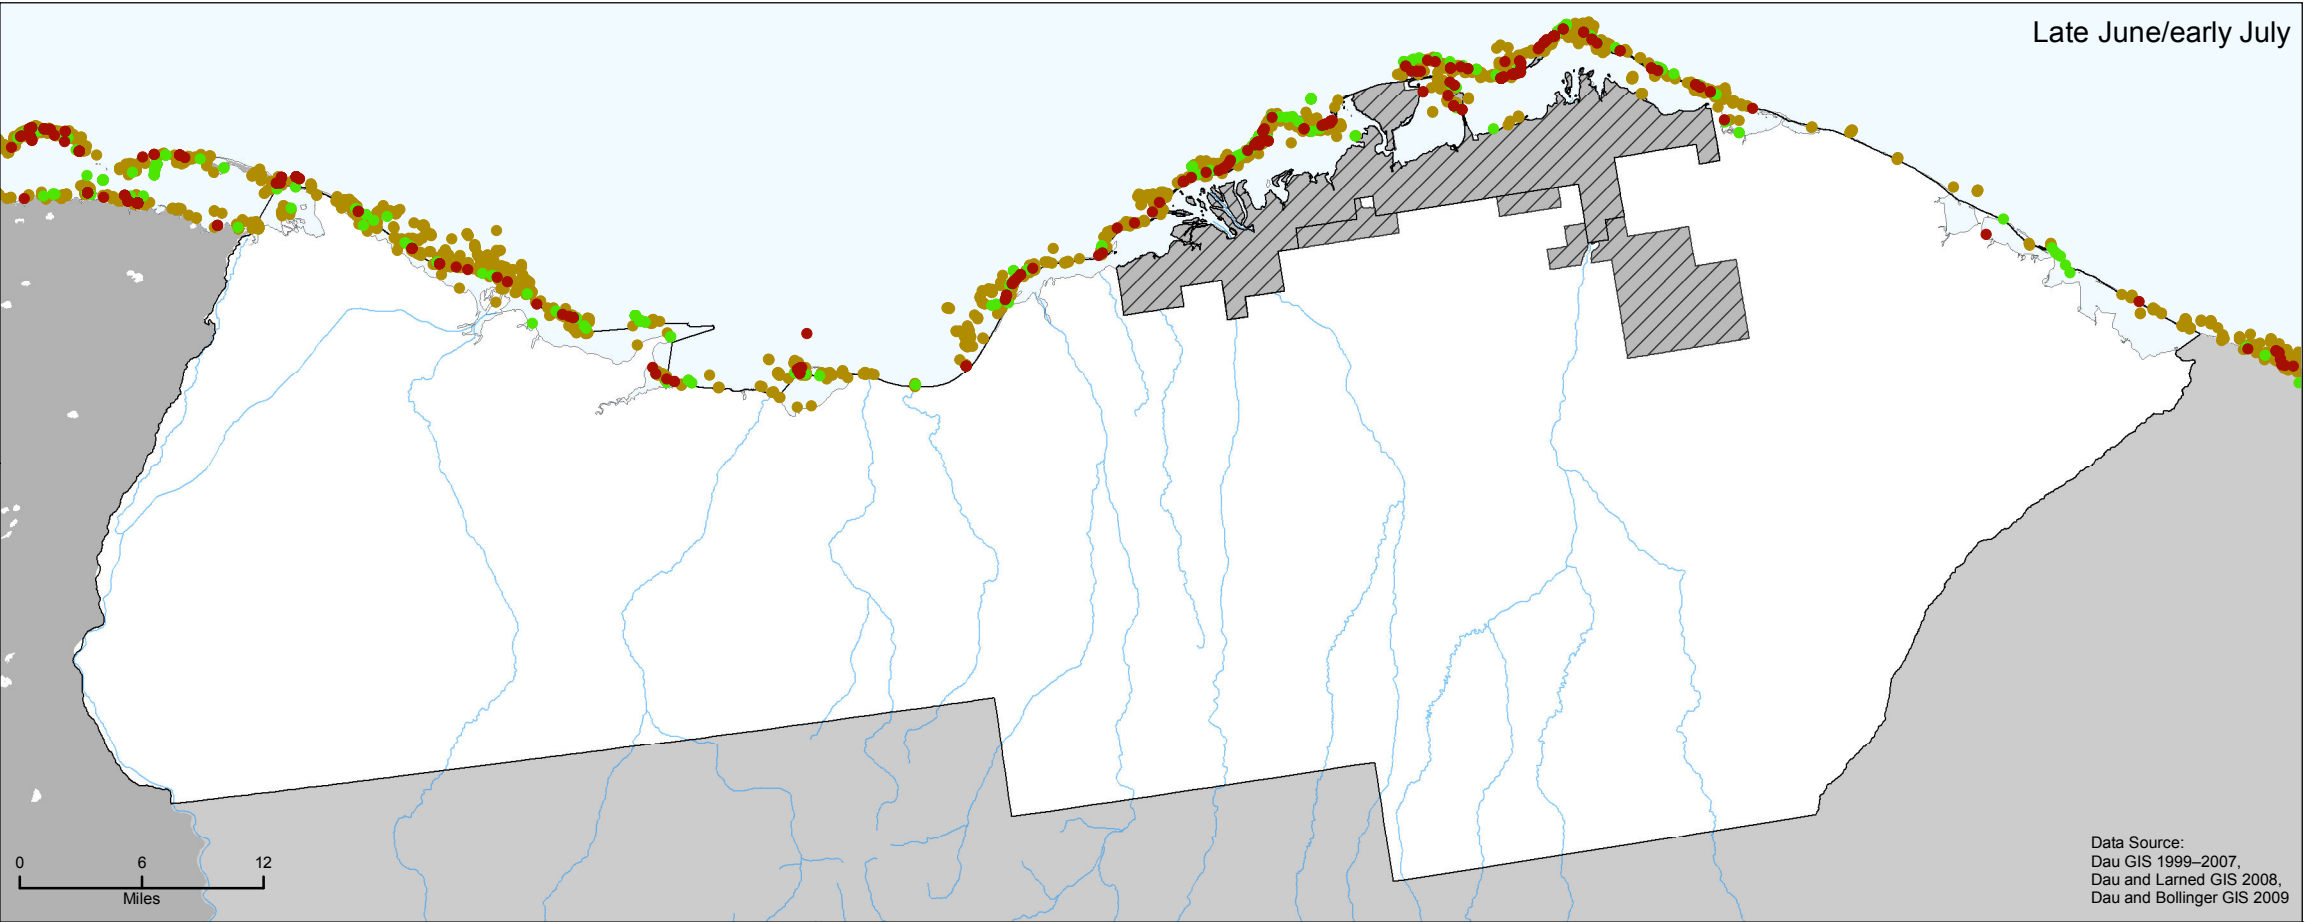 Late June/early July
0 6 12
Miles
Data Source:
Dau GIS 1999–2007,
Dau and Larned GIS 2008,
Dau and Bollinger GIS 2009